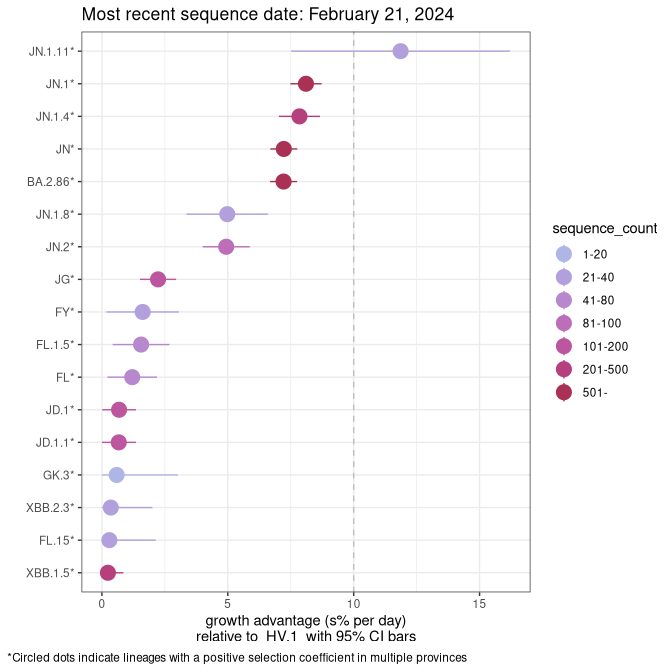 Most recent sequence date: February 21, 2024
JN.1.11*
JN.1*
JN.1.4*
JN*
BA.2.86*
JN.1.8*
JN.2*
JG*
FY*
FL.1.5*
FL*
JD.1*
JD.1.1*
GK.3*
XBB.2.3*
FL.15*
XBB.1.5*
0 5 10 15
growth advantage (s% per day)
relative to HV.1 with 95% CI bars
sequence_count
1-20
21-40
41-80
81-100
101-200
201-500
501-
*Circled dots indicate lineages with a positive selection coefficient in multiple provinces